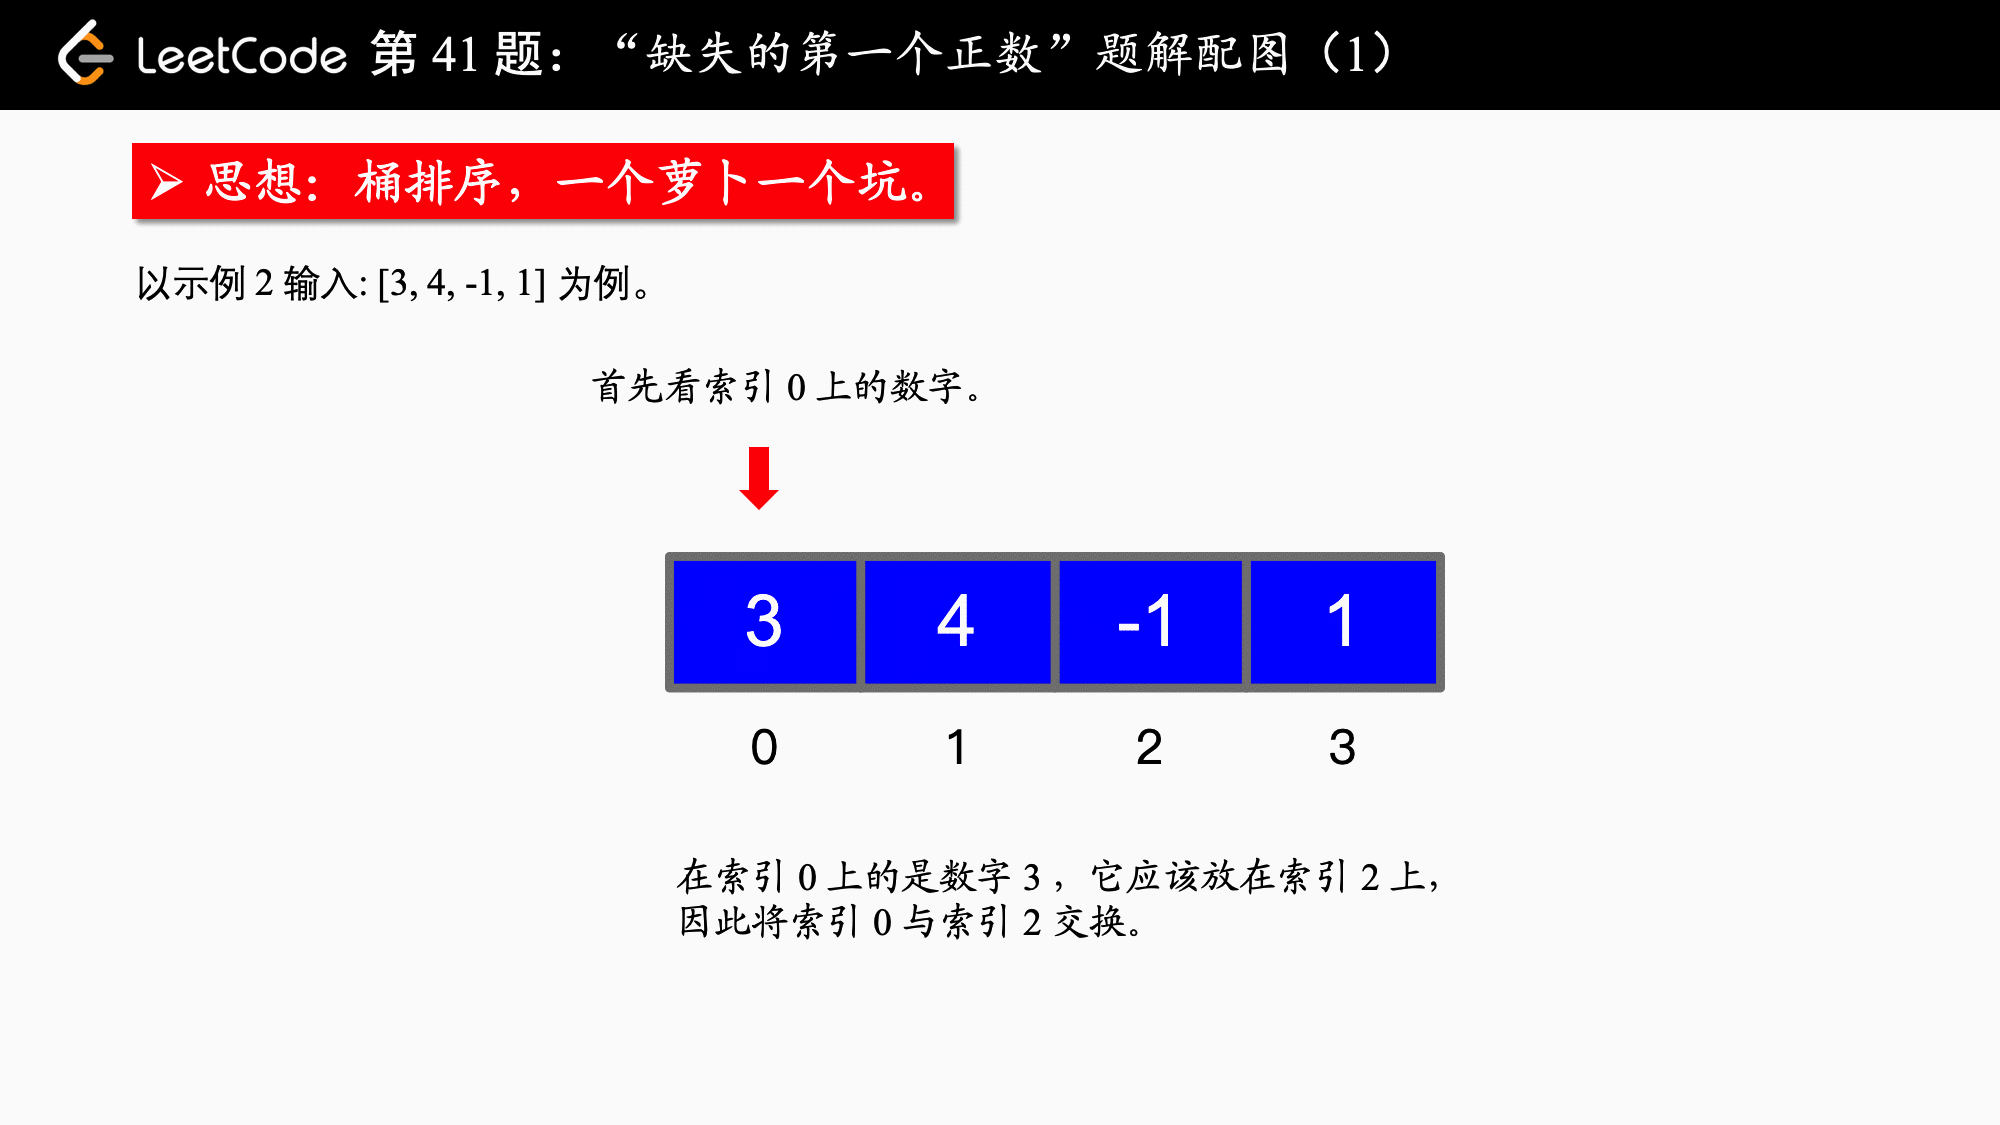 LeetCode 第 41 题：“缺失的第一个正数”题解配图（1）
➢ 思想：桶排序，一个萝卜一个坑。
以示例 2 输入: [3, 4, -1, 1] 为例。
首先看索引 0 上的数字。
3 4 -1 1
0 1 2 3
在索引 0 上的是数字 3 ，它应该放在索引 2 上，
因此将索引 0 与索引 2 交换。